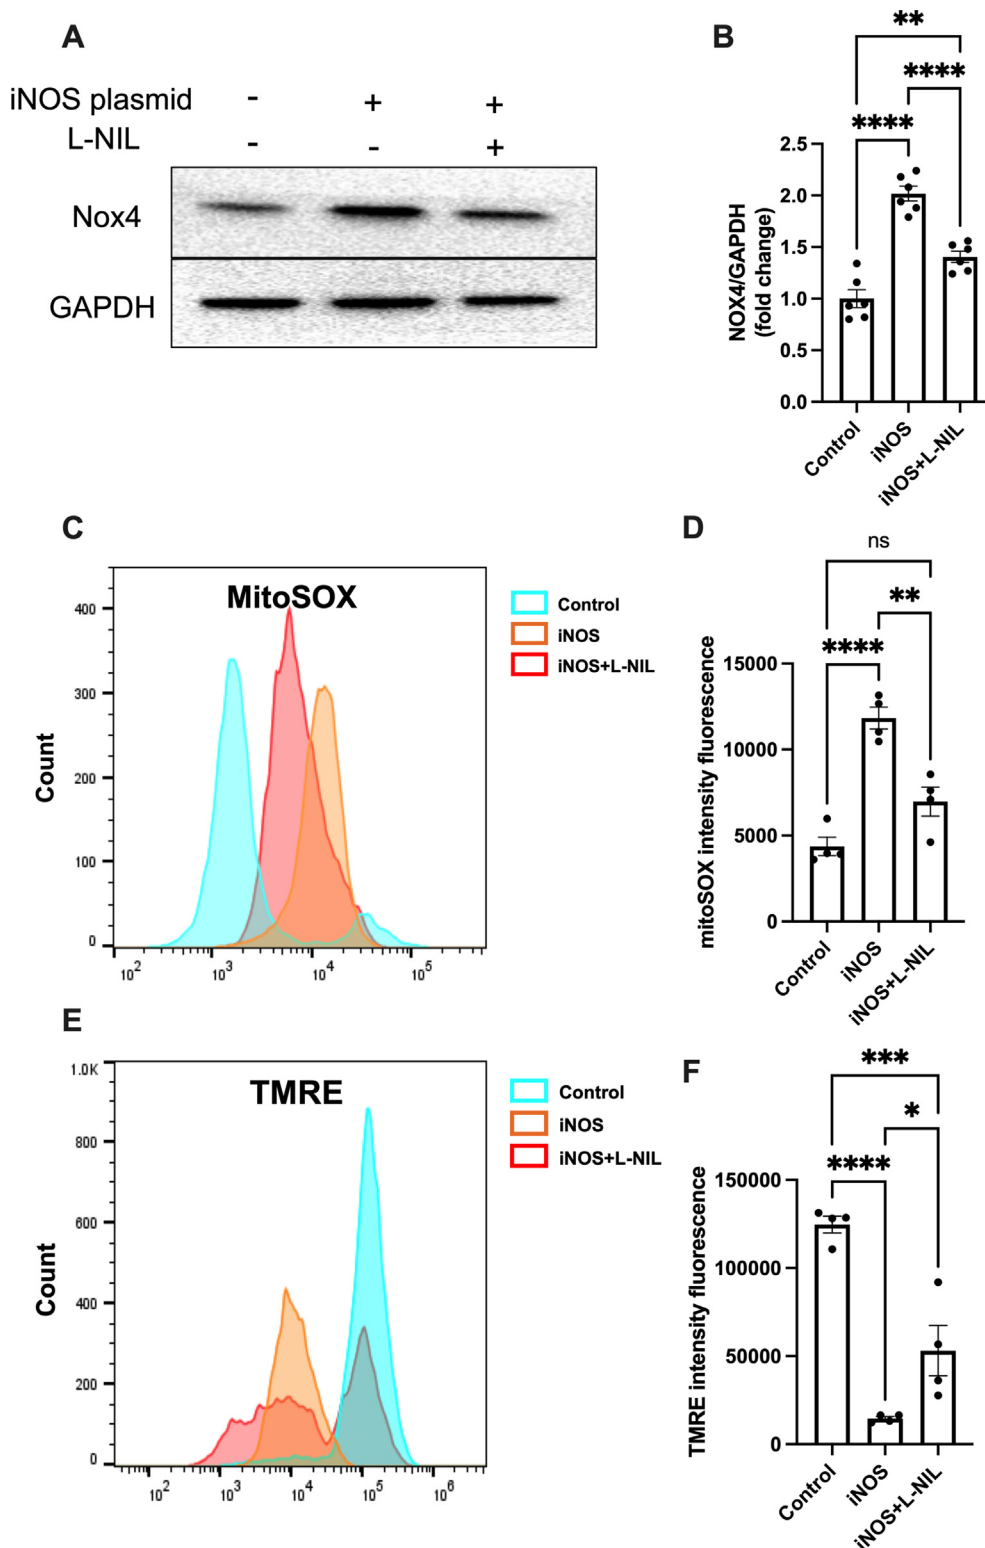 A
iNOS plasmid - + +
L-NIL - - +
Nox4
GAPDH
B
**
****
****
2.5
2.0
1.5
1.0
0.5
0.0
NOX4/GAPDH
(fold change)
Control
iNOS
iNOS+L-NIL
C
MitoSOX
400
300
200
100
0
Count
10² 10³ 10⁴ 10⁵
Control
iNOS
iNOS+L-NIL
D
ns
**
****
15000
10000
5000
0
mitoSOX intensity fluorescence
Control
iNOS
iNOS+L-NIL
E
TMRE
1.0K
800
600
400
200
0
Count
10² 10³ 10⁴ 10⁵ 10⁶
Control
iNOS
iNOS+L-NIL
F
***
*
****
150000
100000
50000
0
TMRE intensity fluorescence
Control
iNOS
iNOS+L-NIL